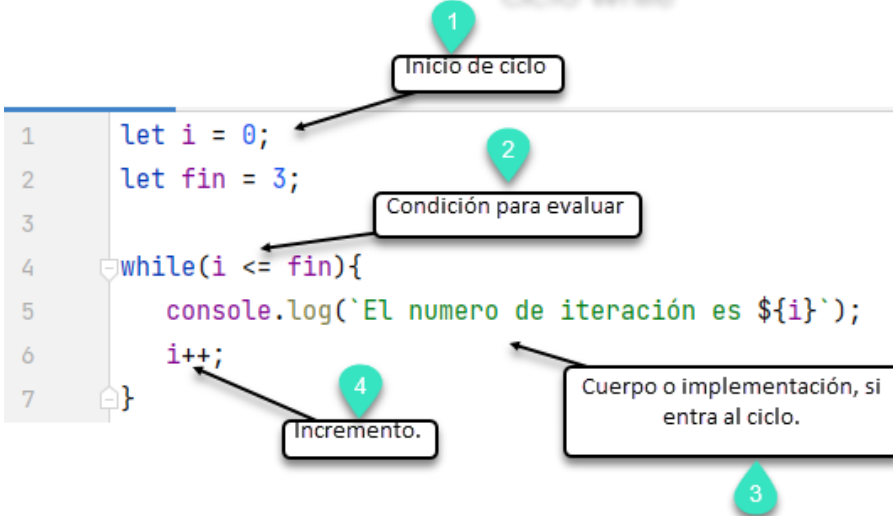 Ciclo While
1
Inicio de ciclo
1 let i = 0;
2
2 let fin = 3;
Condición para evaluar
3
4 while(i <= fin){
5 console.log(`El numero de iteración es ${i}`);
6 i++;
4
Cuerpo o implementación, si
entra al ciclo.
7 }
Incremento.
3